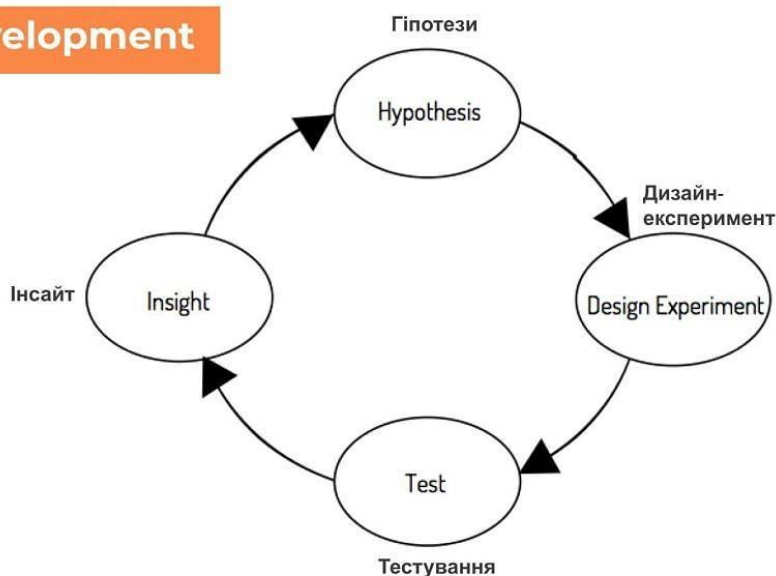 velopment
Гіпотези
Hypothesis
Дизайн-
експеримент
Design Experiment
Інсайт
Insight
Test
Тестування